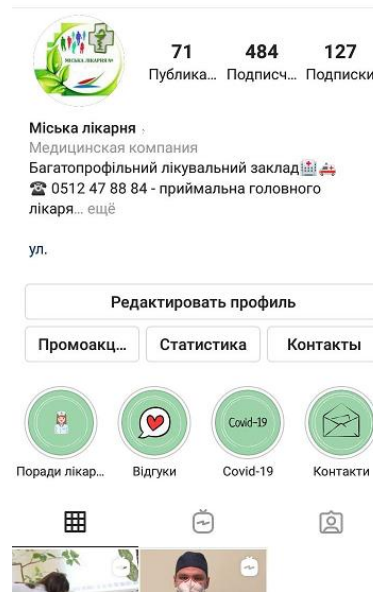 МІСЬКА ЛІКАРНЯ
71 484 127
Публика... Подписч... Подписки
Міська лікарня
Медицинская компания
Багатопрофільний лікувальний заклад
0512 47 88 84 - приймальна головного
лікаря... ещё
ул.
Редактировать профиль
Промоакц... Статистика Контакты
Covid-19
Поради лікар... Відгуки Covid-19 Контакти